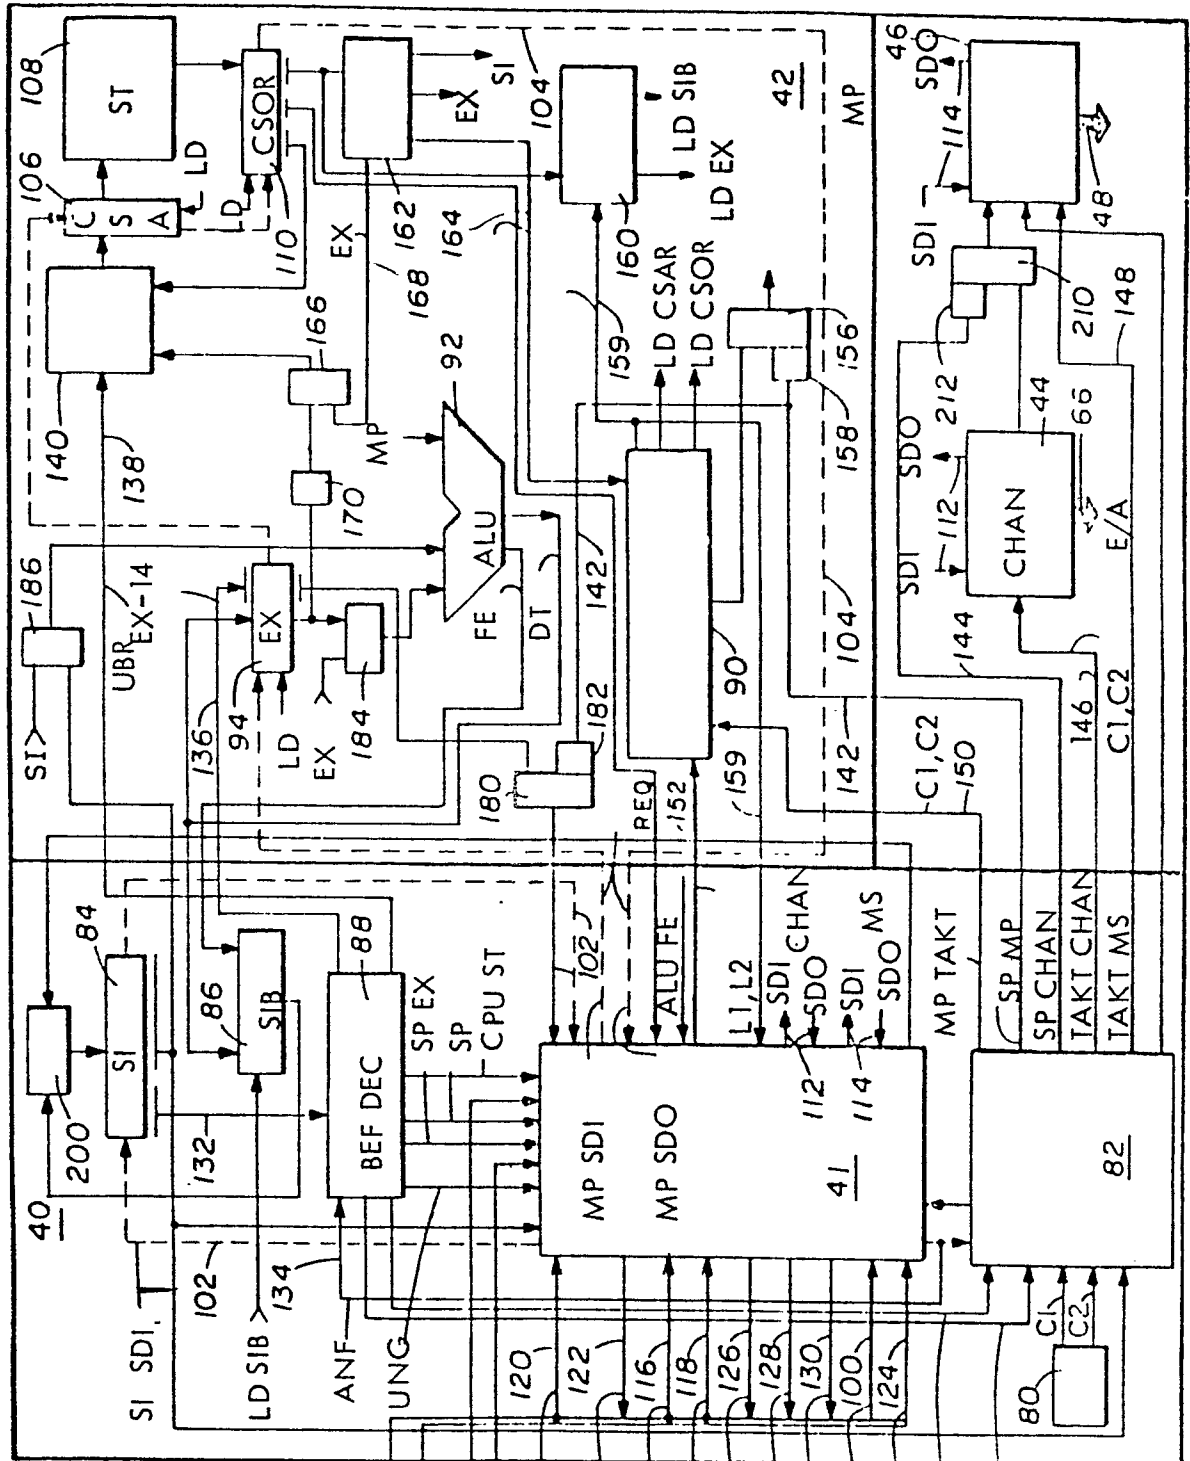 108
ST
106
C
S
A
LD
LD
CSOR
110
140
138
UBR
EX-14
186
SI
136
EX
94
LD
EX
184
170
166
MP
EX
168
162
EX
SI
164
92
ALU
FE
DT
104
42
MP
160
LD SIB
LD EX
159
LD CSAR
LD CSOR
156
158
142
90
182
180
REQ
152
159
142
104
C1,C2
150
46
SDO
114
SDI
48
212
210
148
SDO
112
SDI
CHAN
44
66
E/A
144
146
C1,C2
84
SI
200
40
86
SIB
132
102
SI SDI
LD SIB
134
88
BEF DEC
SP EX
SP
CPU ST
ANF
UNG
102
ALU FE
L1,L2
SDI
SDO
CHAN
112
SDI
SDO
MS
114
MP TAKT
SP MP
SP CHAN
TAKT CHAN
TAKT MS
MP SDI
MP SDO
41
82
120
122
116
118
126
128
130
100
124
C1
C2
80